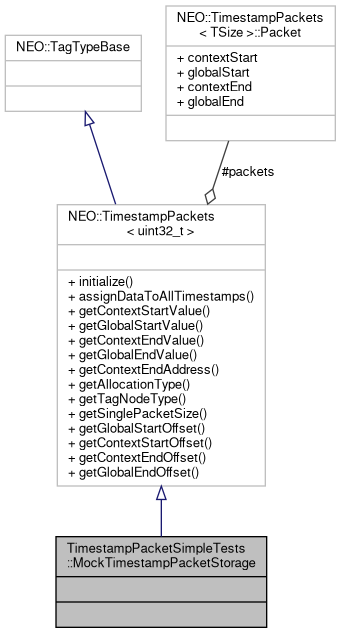 NEO::TagTypeBase
NEO::TimestampPackets
< TSize >::Packet
+ contextStart
+ globalStart
+ contextEnd
+ globalEnd
#packets
NEO::TimestampPackets
< uint32_t >
+ initialize()
+ assignDataToAllTimestamps()
+ getContextStartValue()
+ getGlobalStartValue()
+ getContextEndValue()
+ getGlobalEndValue()
+ getContextEndAddress()
+ getAllocationType()
+ getTagNodeType()
+ getSinglePacketSize()
+ getGlobalStartOffset()
+ getContextStartOffset()
+ getContextEndOffset()
+ getGlobalEndOffset()
TimestampPacketSimpleTests
::MockTimestampPacketStorage